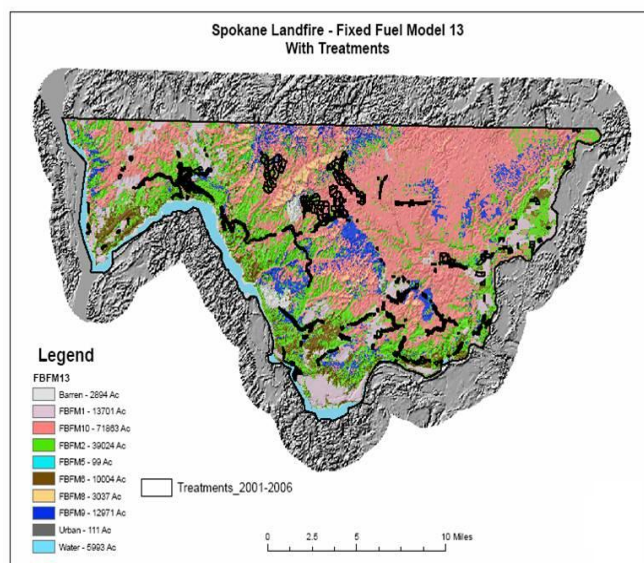 Spokane Landfire - Fixed Fuel Model 13
With Treatments
Legend
FBFM13
Barren - 2894 Ac
FBFM1 - 13701 Ac
FBFM10 - 71863 Ac
FBFM2 - 39024 Ac
FBFM5 - 99 Ac
FBFM6 - 10004 Ac
FBFM8 - 3037 Ac
FBFM9 - 12971 Ac
Urban - 111 Ac
Water - 5993 Ac
Treatments_2001-2006
0 2.5 5 10 Miles